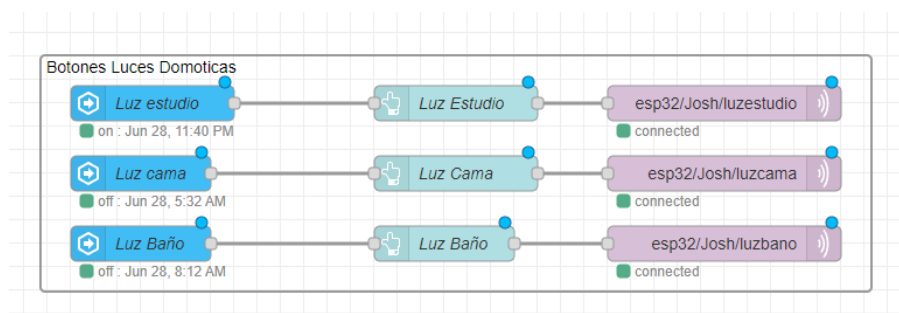 Botones Luces Domoticas
Luz estudio
Luz Estudio
esp32/Josh/luzestudio
on : Jun 28, 11:40 PM
connected
Luz cama
Luz Cama
esp32/Josh/luzcama
off : Jun 28, 5:32 AM
connected
Luz Baño
Luz Baño
esp32/Josh/luzbano
off : Jun 28, 8:12 AM
connected